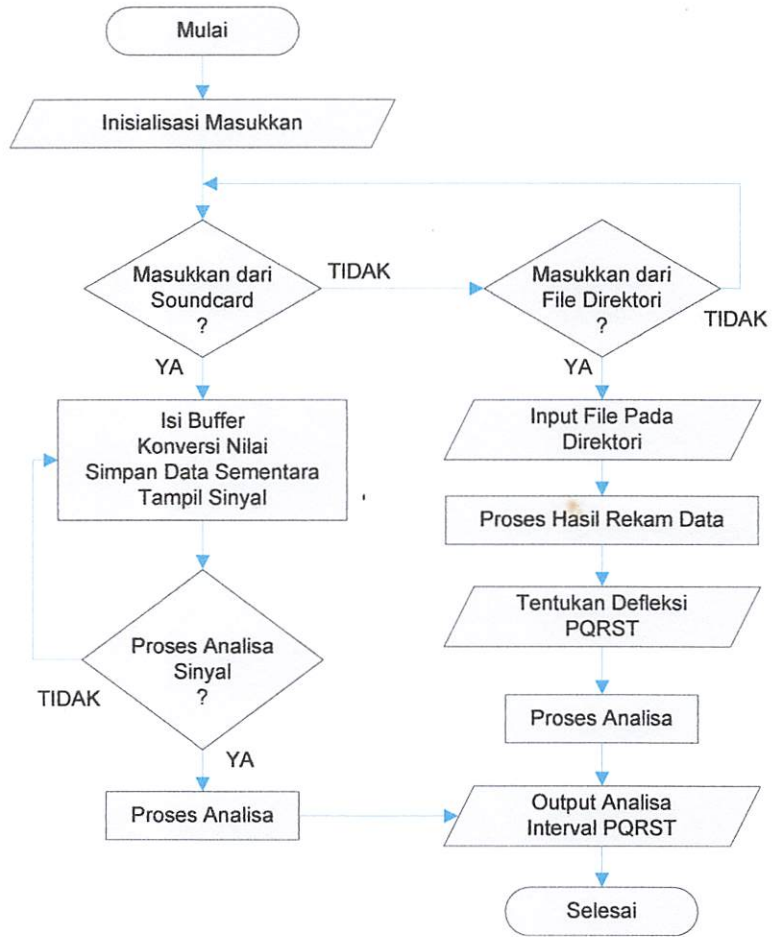 Mulai
Inisialisasi Masukkan
Masukkan dari
Soundcard
?
TIDAK
Masukkan dari
File Direktori
?
TIDAK
YA
YA
Isi Buffer
Konversi Nilai
Simpan Data Sementara
Tampil Sinyal
Input File Pada
Direktori
Proses Hasil Rekam Data
Tentukan Defleksi
PQRST
Proses Analisa
Sinyal
?
TIDAK
YA
Proses Analisa
Proses Analisa
Output Analisa
Interval PQRST
Selesai